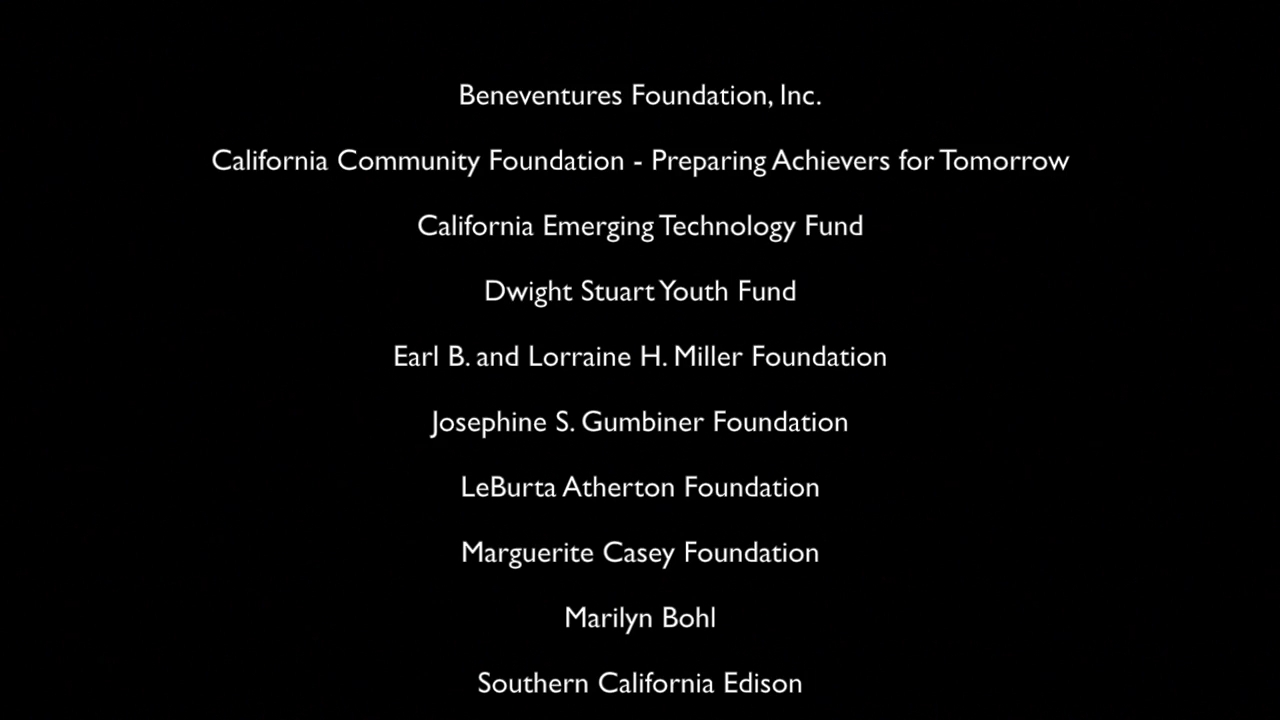 Beneventures Foundation, Inc.
California Community Foundation - Preparing Achievers for Tomorrow
California Emerging Technology Fund
Dwight Stuart Youth Fund
Earl B. and Lorraine H. Miller Foundation
Josephine S. Gumbiner Foundation
LeBurta Atherton Foundation
Marguerite Casey Foundation
Marilyn Bohl
Southern California Edison